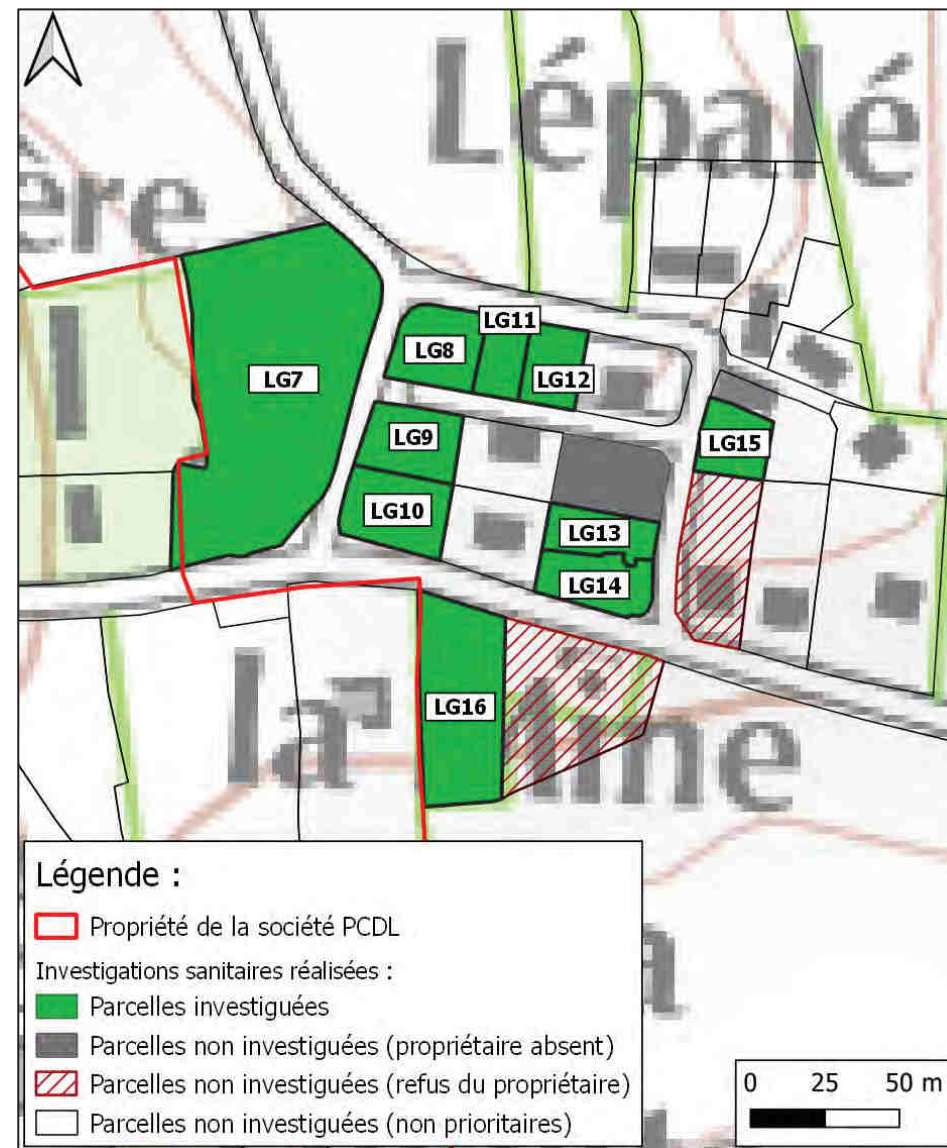 Lépalé
ère
LG11
LG8
LG7
LG12
LG9
LG15
LG10
LG13
LG14
LG16
la
ine
a
Légende :
Propriété de la société PCDL
Investigations sanitaires réalisées :
Parcelles investiguées
Parcelles non investiguées (propriétaire absent)
Parcelles non investiguées (refus du propriétaire)
Parcelles non investiguées (non prioritaires)
0 25 50 m